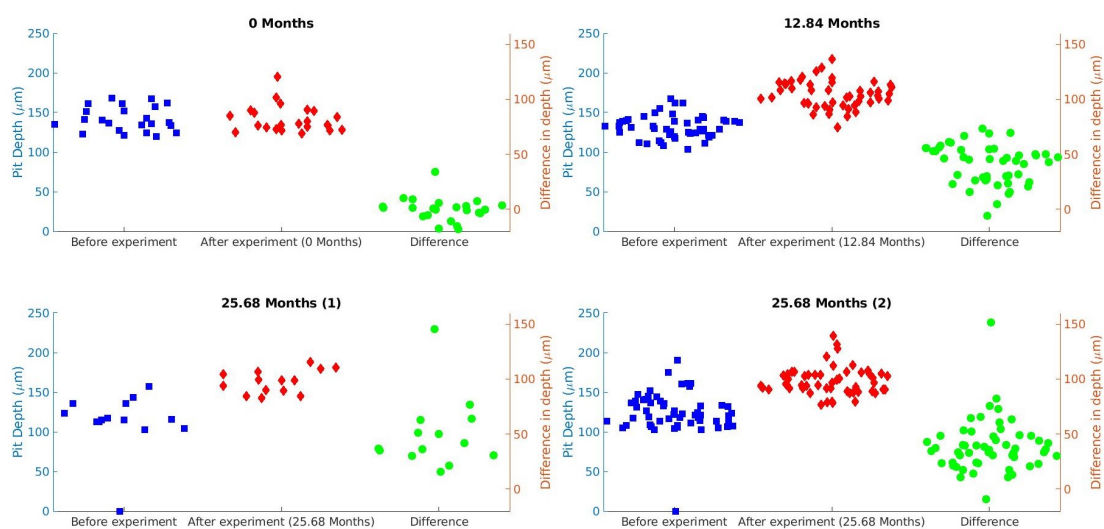 0 Months
250
200
150
100
50
0
Pit Depth (μm)
150
100
50
0
Difference in depth (μm)
Before experiment
After experiment (0 Months)
Difference
12.84 Months
250
200
150
100
50
0
Pit Depth (μm)
150
100
50
0
Difference in depth (μm)
Before experiment
After experiment (12.84 Months)
Difference
25.68 Months (1)
250
200
150
100
50
0
Pit Depth (μm)
150
100
50
0
Difference in depth (μm)
Before experiment
After experiment (25.68 Months)
Difference
25.68 Months (2)
250
200
150
100
50
0
Pit Depth (μm)
150
100
50
0
Difference in depth (μm)
Before experiment
After experiment (25.68 Months)
Difference